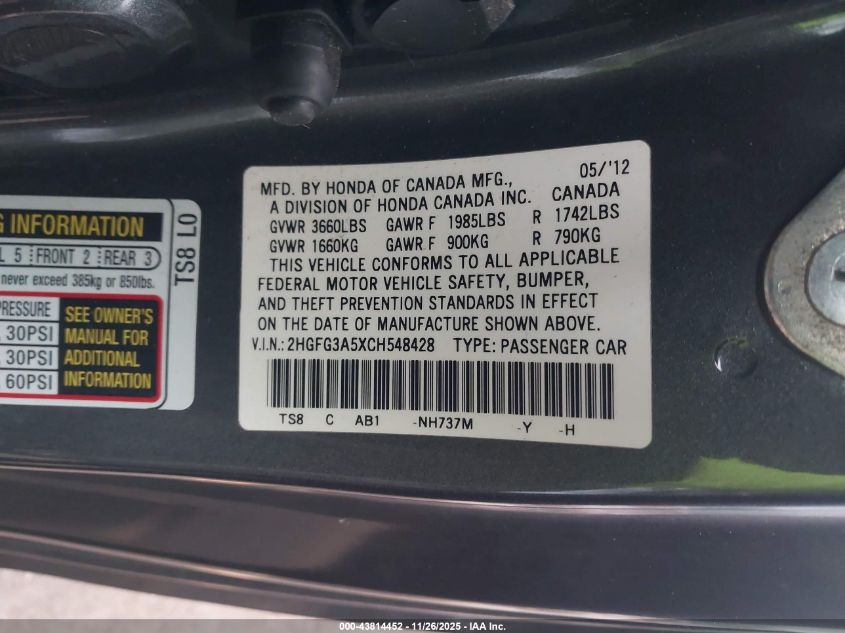 05/'12
MFD. BY HONDA OF CANADA MFG.,
A DIVISION OF HONDA CANADA INC. CANADA
GVWR 3660LBS GAWR F 1985LBS R 1742LBS
GVWR 1660KG GAWR F 900KG R 790KG
THIS VEHICLE CONFORMS TO ALL APPLICABLE
FEDERAL MOTOR VEHICLE SAFETY, BUMPER,
AND THEFT PREVENTION STANDARDS IN EFFECT
ON THE DATE OF MANUFACTURE SHOWN ABOVE.
V.I.N.: 2HGFG3A5XCH548428 TYPE: PASSENGER CAR
TS8 C AB1 -NH737M -Y -H
G INFORMATION
L 5 FRONT 2 REAR 3
never exceed 385kg or 850lbs.
PRESSURE
30PSI
30PSI
60PSI
SEE OWNER'S
MANUAL FOR
ADDITIONAL
INFORMATION
TS8 L0
000-43814452 - 11/26/2025 - IAA Inc.